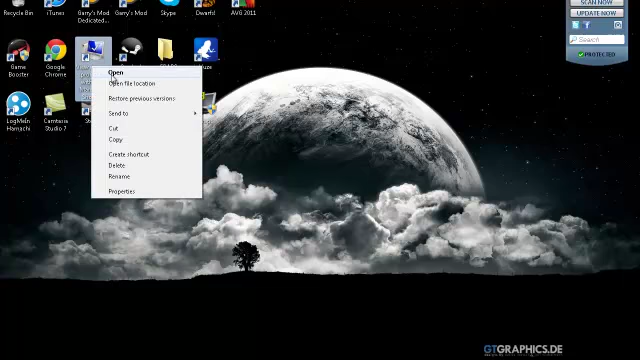 Recycle Bin
iTunes
Garry's Mod
Dedicated...
Garry's Mod
Skype
Dwarfs!
AVG 2011
Game
Booster
Google
Chrome
LogMeIn
Hamachi
Camtasia
Studio 7
Open
Open file location
Restore previous versions
Send to
Cut
Copy
Create shortcut
Delete
Rename
Properties
SCAN NOW
UPDATE NOW
Search
PROTECTED
GTGRAPHICS.DE